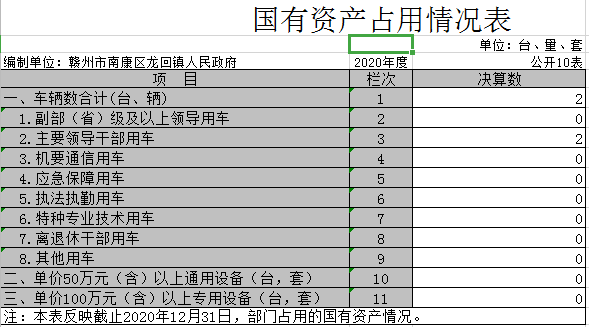 国有资产占用情况表
单位：台、量、套
编制单位：赣州市南康区龙回镇人民政府 2020年度 公开10表
项 目 栏次 决算数
一、车辆数合计(台、辆) 1 2
1.副部（省）级及以上领导用车 2 0
2.主要领导干部用车 3 2
3.机要通信用车 4 0
4.应急保障用车 5 0
5.执法执勤用车 6 0
6.特种专业技术用车 7 0
7.离退休干部用车 8 0
8.其他用车 9 0
二、单价50万元（含）以上通用设备（台，套） 10 0
三、单价100万元（含）以上专用设备（台，套） 11 0
注：本表反映截止2020年12月31日，部门占用的国有资产情况。